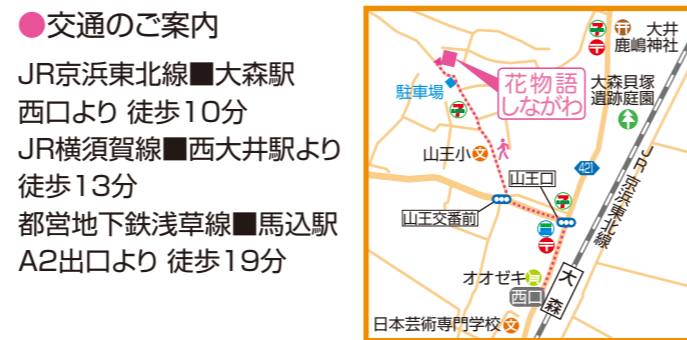 ●交通のご案内
JR京浜東北線■大森駅
西口より 徒歩10分
JR横須賀線■西大井駅より
徒歩13分
都営地下鉄浅草線■馬込駅
A2出口より 徒歩19分
大井
鹿嶋神社
花物語
しながわ
駐車場
大森貝塚
遺跡庭園
山王小
文
421
山王口
JR京浜東北線
山王交番前
オオゼキ
西口
大森
日本芸術専門学校
文